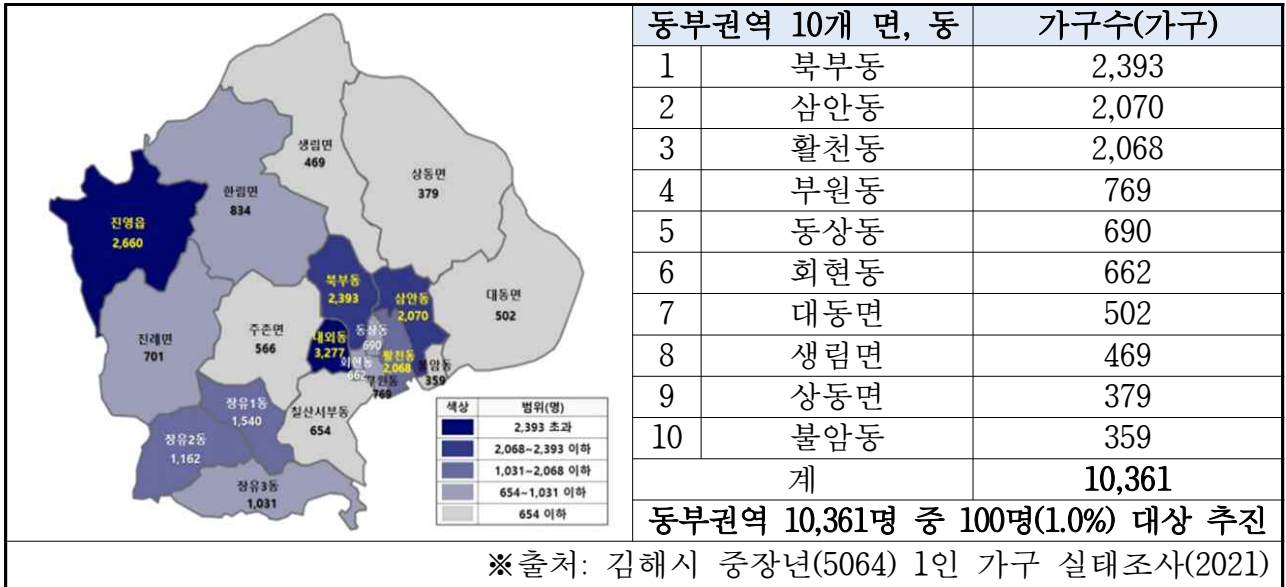 생림면
469
상동면
379
한림면
834
진영읍
2,660
북부동
2,393
삼안동
2,070
대동면
502
주촌면
566
진례면
701
내외동
3,277
동상동
690
활천동
2,068
회현동
662
불암동
359
부원동
769
장유1동
1,540
칠산서부동
654
장유2동
1,162
장유3동
1,031
색상 범위(명)
2,393 초과
2,068~2,393 이하
1,031~2,068 이하
654~1,031 이하
654 이하
동부권역 10개 면, 동 가구수(가구)
1 북부동 2,393
2 삼안동 2,070
3 활천동 2,068
4 부원동 769
5 동상동 690
6 회현동 662
7 대동면 502
8 생림면 469
9 상동면 379
10 불암동 359
계 10,361
동부권역 10,361명 중 100명(1.0%) 대상 추진
※출처: 김해시 중장년(5064) 1인 가구 실태조사(2021)